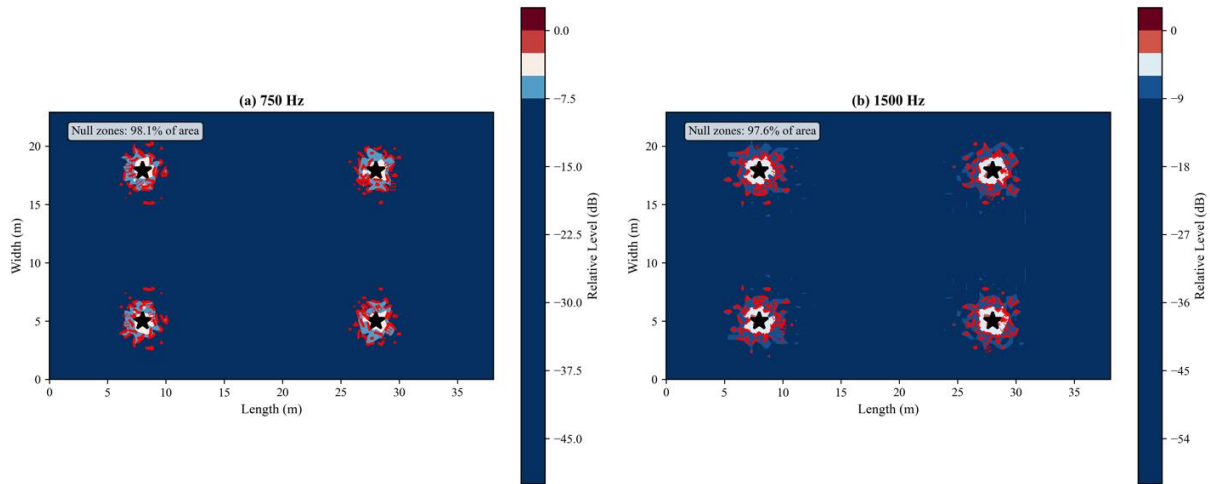 (a) 750 Hz
Null zones: 98.1% of area
Width (m)
20
15
10
5
0
0 5 10 15 20 25 30 35
Length (m)
0.0
−7.5
−15.0
−22.5
−30.0
−37.5
−45.0
Relative Level (dB)
(b) 1500 Hz
Null zones: 97.6% of area
Width (m)
20
15
10
5
0
0 5 10 15 20 25 30 35
Length (m)
0
−9
−18
−27
−36
−45
−54
Relative Level (dB)